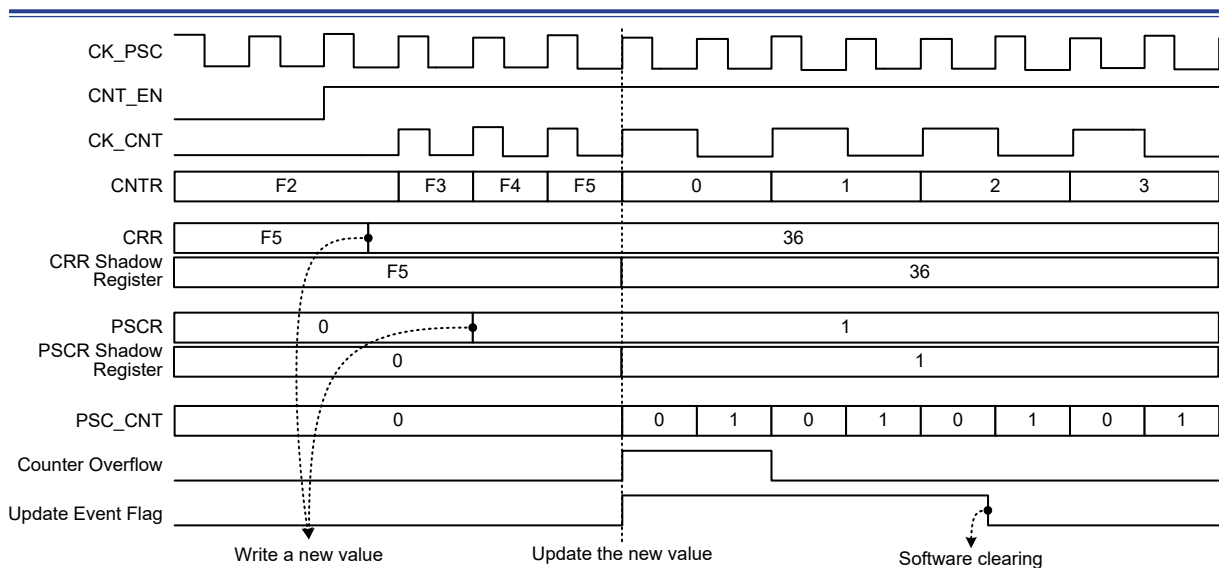 CK_PSC
CNT_EN
CK_CNT
CNTR F2 F3 F4 F5 0 1 2 3
CRR F5 36
CRR Shadow
Register F5 36
PSCR 0 1
PSCR Shadow
Register 0 1
PSC_CNT 0 0 1 0 1 0 1 0 1
Counter Overflow
Update Event Flag
Write a new value Update the new value Software clearing